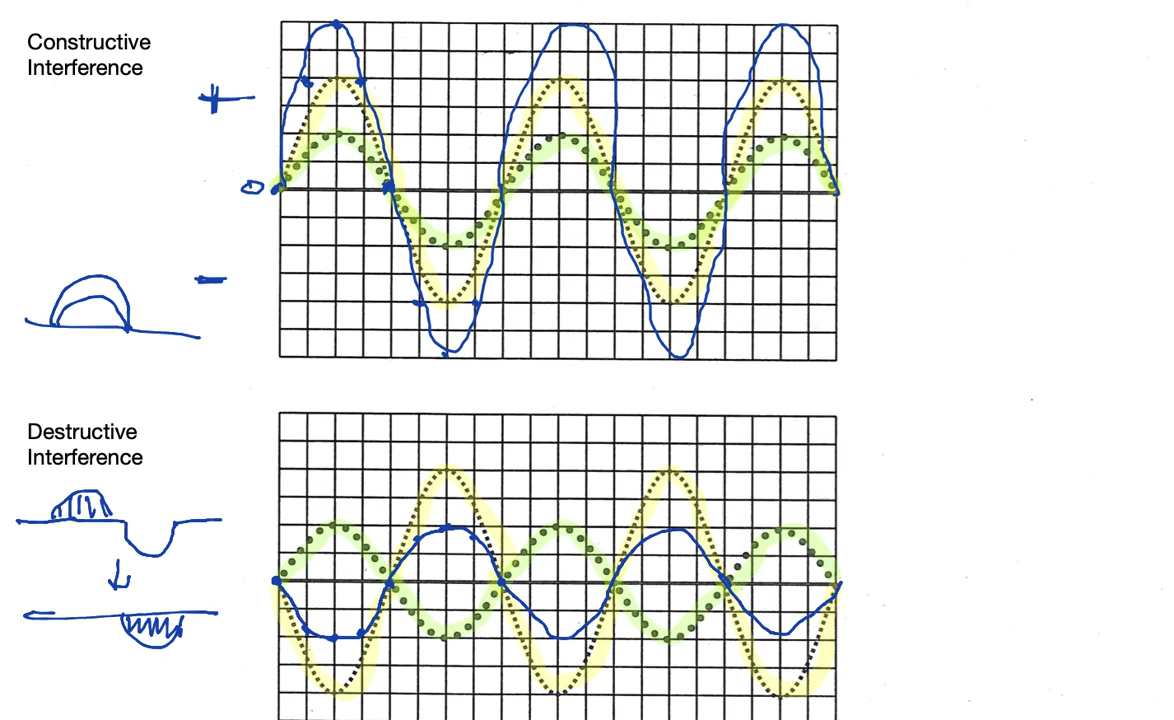 Constructive
Interference
+
0
-
Destructive
Interference